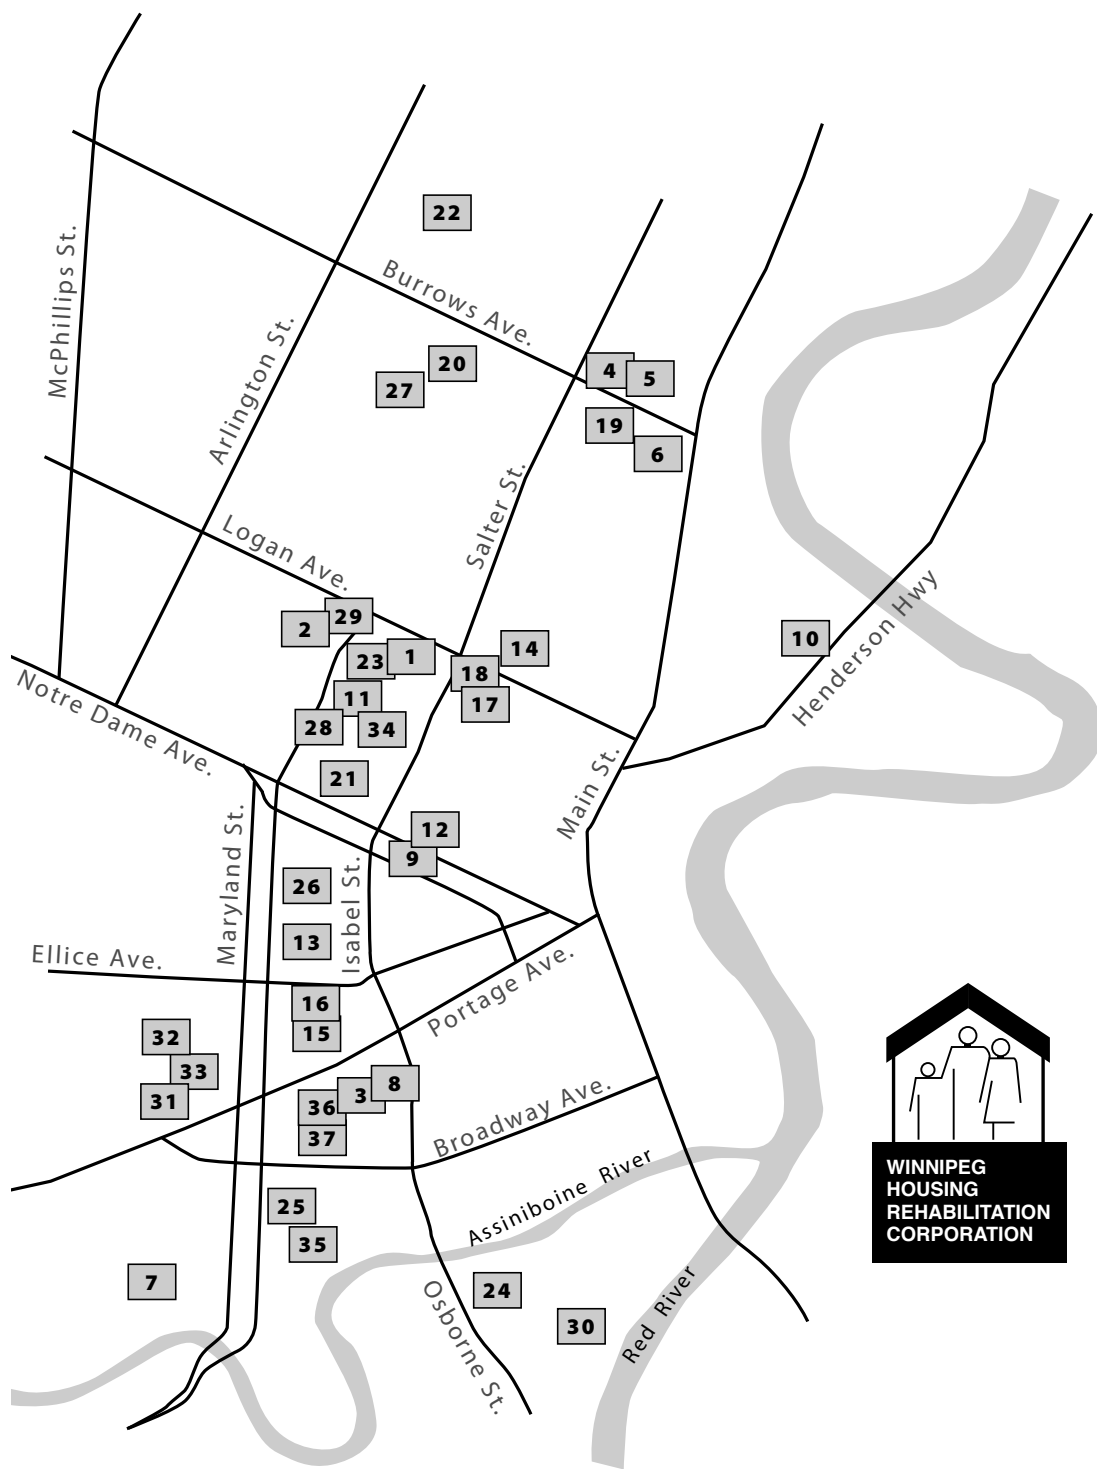 22
McPhillips St.
Burrows Ave.
Arlington St.
20
27
4
5
19
6
Salter St.
Logan Ave.
29
2
10
Henderson Hwy
14
1
23
18
17
11
28
34
Notre Dame Ave.
21
Main St.
12
9
Maryland St.
Isabel St.
26
13
Ellice Ave.
Portage Ave.
16
15
32
33
31
8
3
36
37
Broadway Ave.
Assiniboine River
WINNIPEG
HOUSING
REHABILITATION
CORPORATION
25
35
7
24
30
Osborne St.
Red River